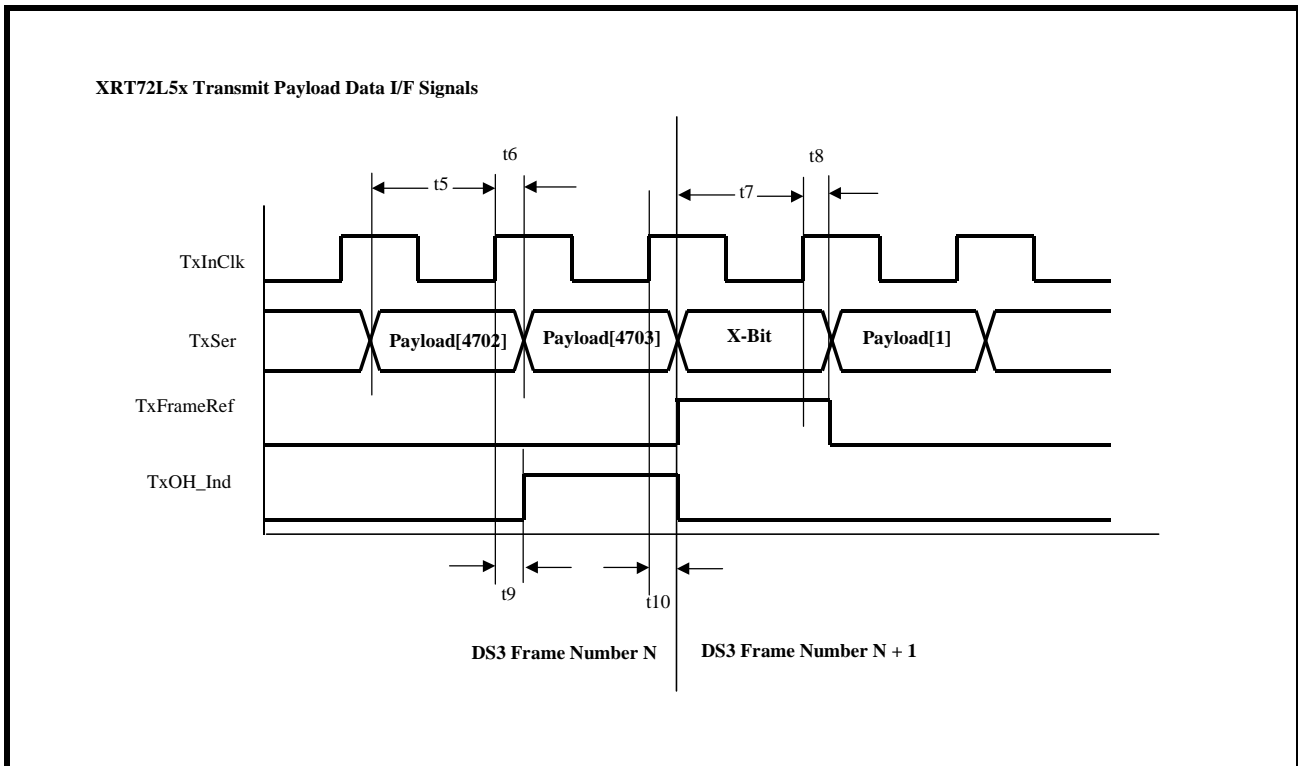 XRT72L5x Transmit Payload Data I/F Signals
t6
t8
t5
t7
TxInClk
TxSer
Payload[4702]
Payload[4703]
X-Bit
Payload[1]
TxFrameRef
TxOH_Ind
t9
t10
DS3 Frame Number N
DS3 Frame Number N + 1